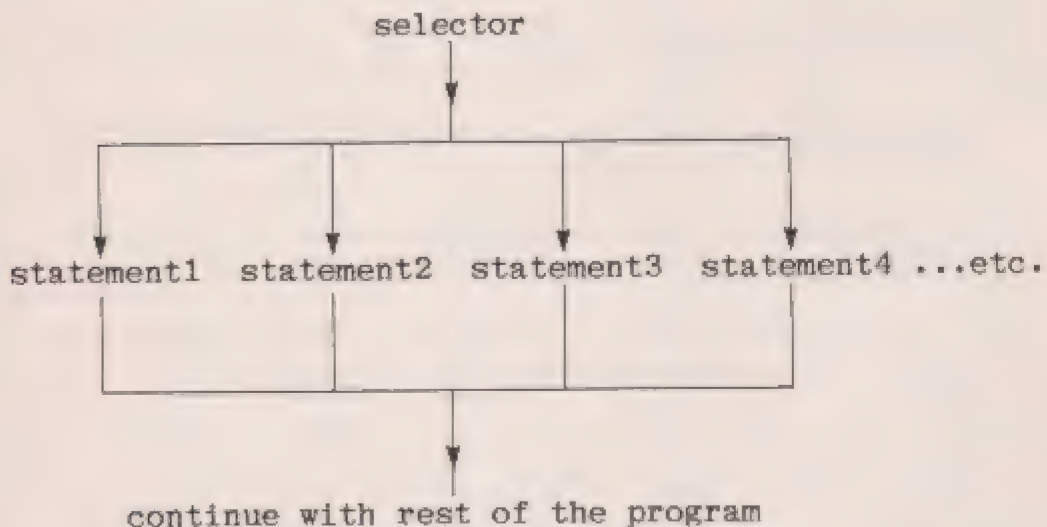 selector
statement1 statement2 statement3 statement4 ...etc.
continue with rest of the program